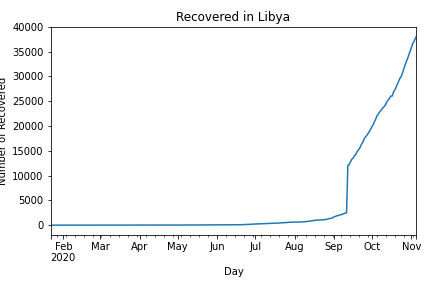 Recovered in Libya
Number of Recovered
40000
35000
30000
25000
20000
15000
10000
5000
0
Feb Mar Apr May Jun Jul Aug Sep Oct Nov
2020
Day